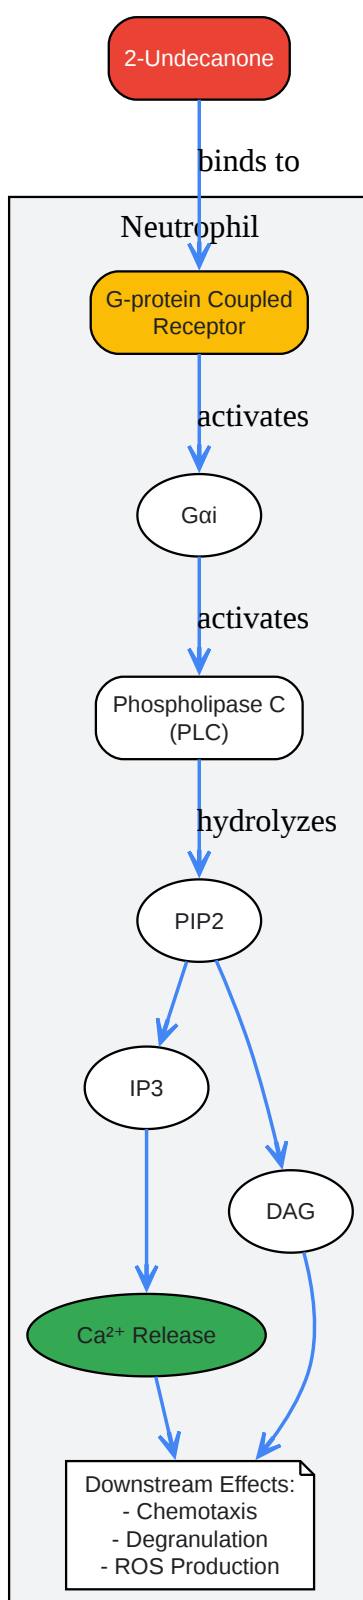 2-Undecanone
binds to
Neutrophil
G-protein Coupled
Receptor
activates
Gαi
activates
Phospholipase C
(PLC)
hydrolyzes
PIP2
IP3
DAG
Ca²⁺ Release
Downstream Effects:
- Chemotaxis
- Degranulation
- ROS Production